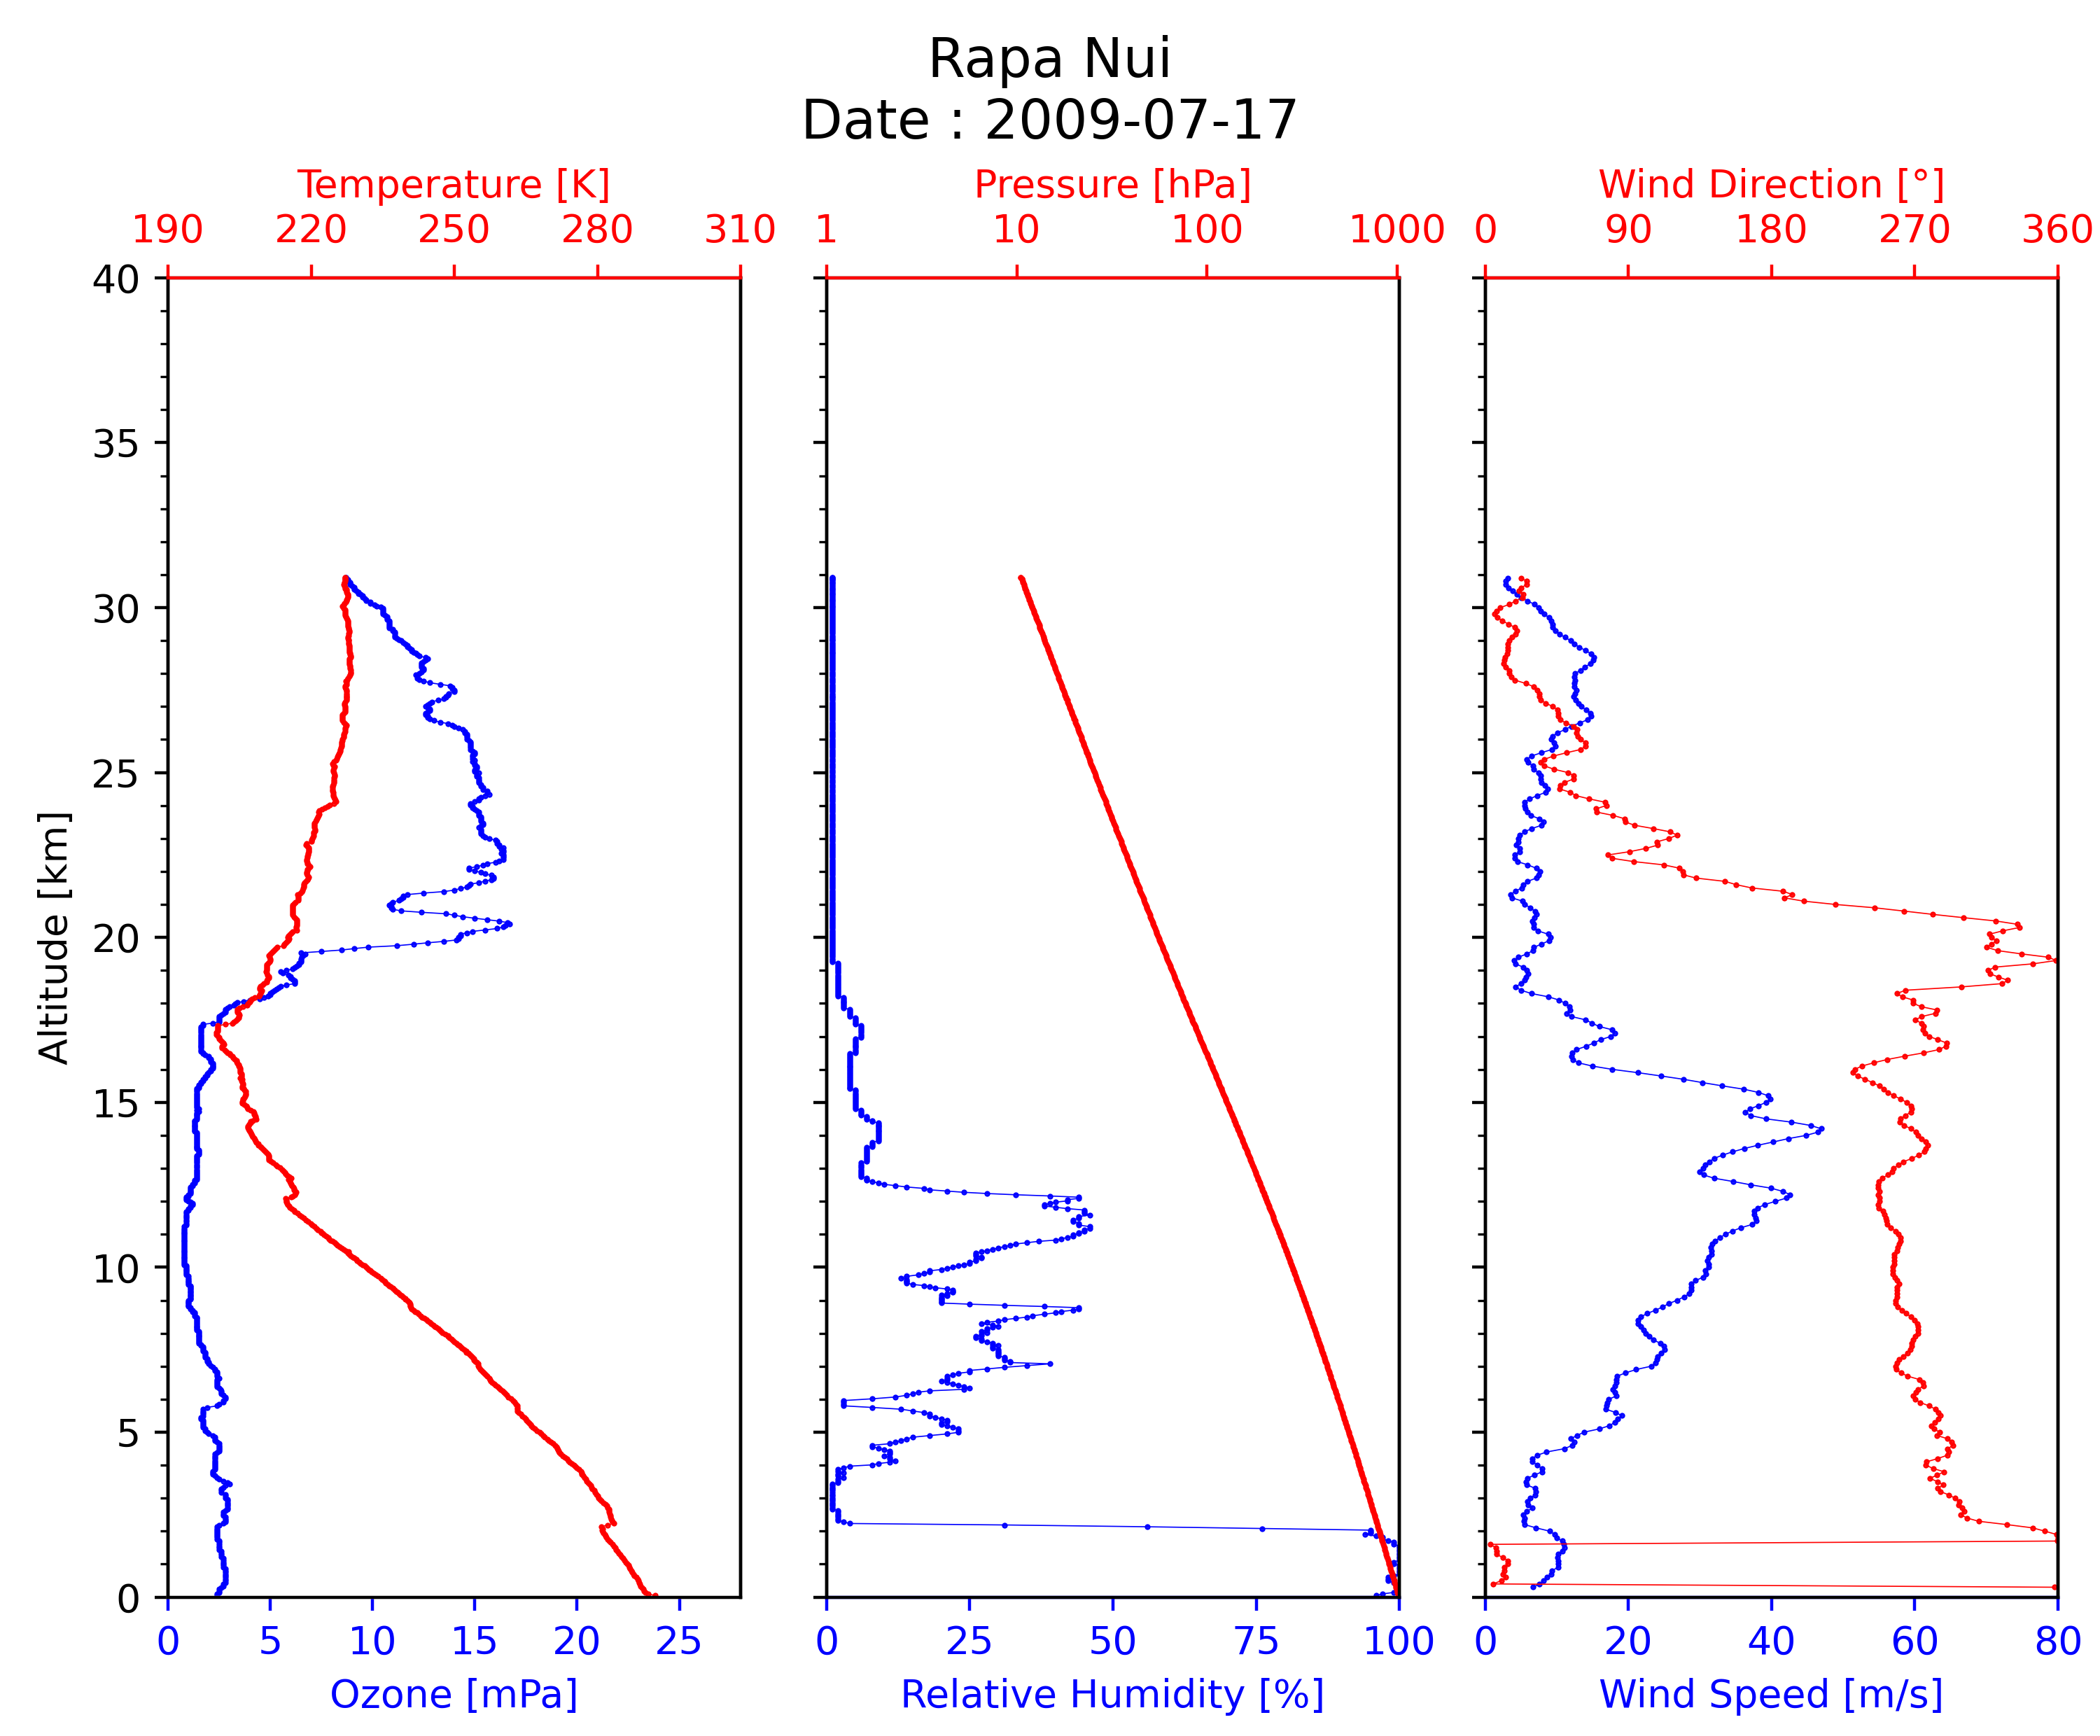 Rapa Nui
Date : 2009-07-17
Temperature [K]
Pressure [hPa]
Wind Direction [°]
190 220 250 280 310
1 10 100 1000
0 90 180 270 360
40
35
30
25
20
15
10
5
0
Altitude [km]
0 5 10 15 20 25
0 25 50 75 100
0 20 40 60 80
Ozone [mPa]
Relative Humidity [%]
Wind Speed [m/s]